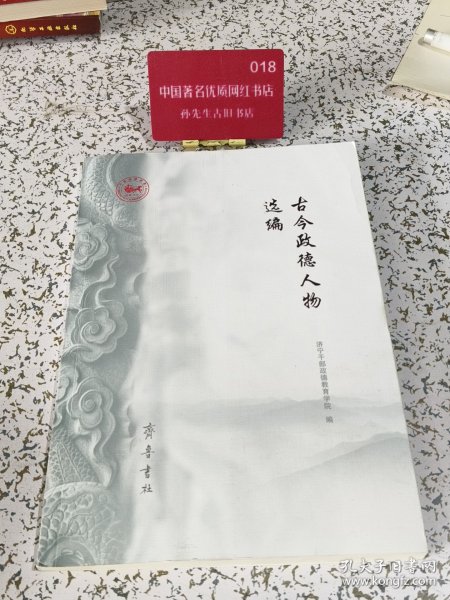 018
中国著名优质网红书店
孙先生古旧书店
古今政德人物
选编
济宁干部政德教育学院 编
齐鲁书社
孔夫子旧书网
www.kongfz.com